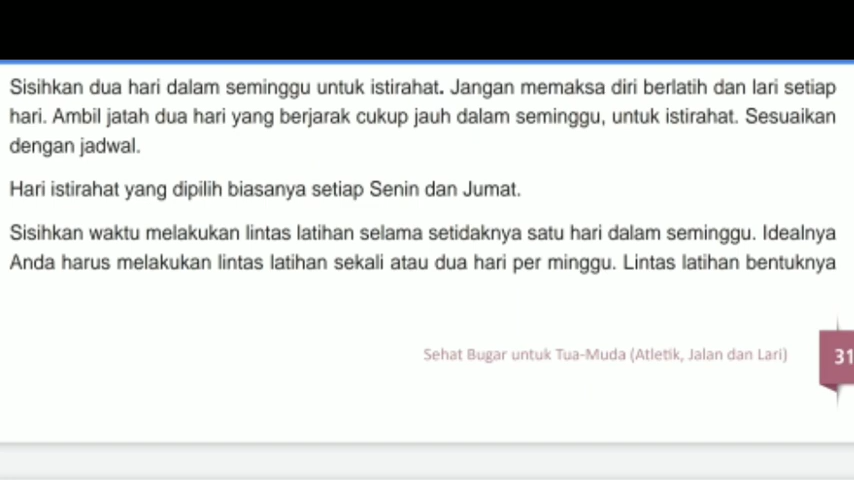 Sisihkan dua hari dalam seminggu untuk istirahat. Jangan memaksa diri berlatih dan lari setiap
hari. Ambil jatah dua hari yang berjarak cukup jauh dalam seminggu, untuk istirahat. Sesuaikan
dengan jadwal.
Hari istirahat yang dipilih biasanya setiap Senin dan Jumat.
Sisihkan waktu melakukan lintas latihan selama setidaknya satu hari dalam seminggu. Idealnya
Anda harus melakukan lintas latihan sekali atau dua hari per minggu. Lintas latihan bentuknya
Sehat Bugar untuk Tua-Muda (Atletik, Jalan dan Lari)
31